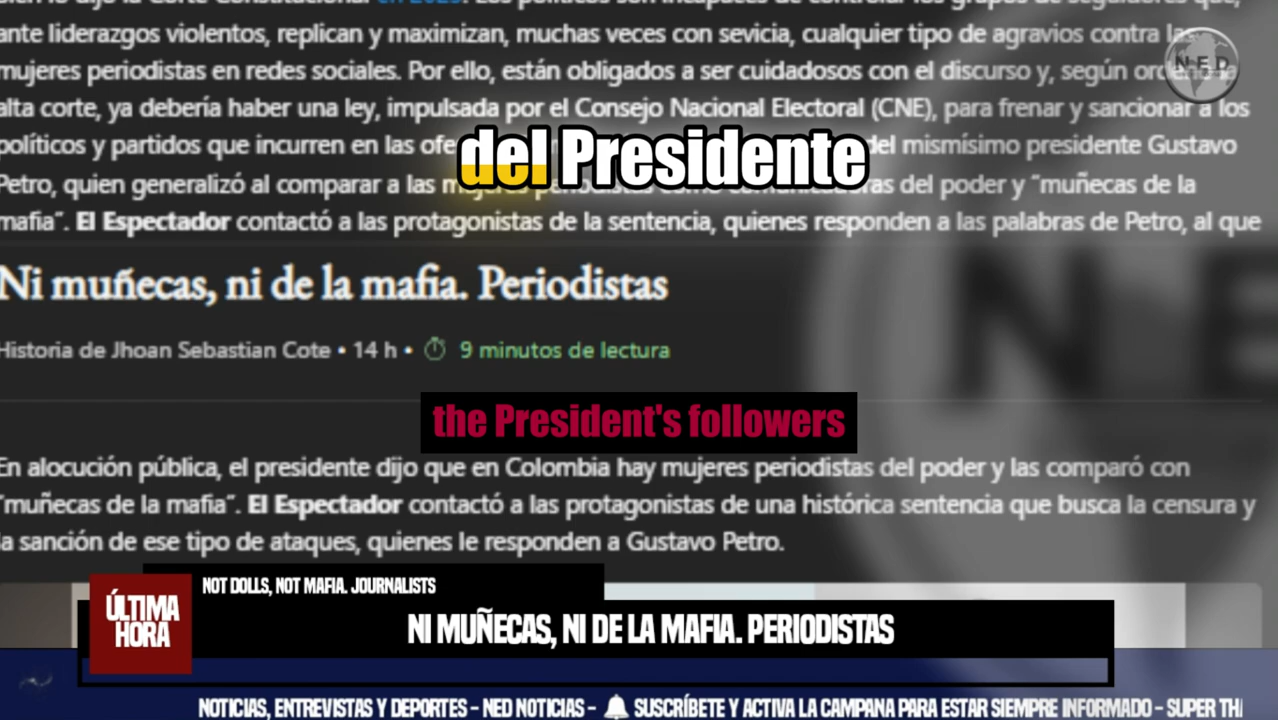 ante liderazgos violentos, replican y maximizan, muchas veces con sevicia, cualquier tipo de agravios contra las
mujeres periodistas en redes sociales. Por ello, están obligados a ser cuidadosos con el discurso y, según ordenó la
alta corte, ya debería haber una ley, impulsada por el Consejo Nacional Electoral (CNE), para frenar y sancionar a los
políticos y partidos que incurren en las del mismísimo presidente Gustavo
del Presidente
Petro, quien generalizó al comparar a las mujeres periodistas del poder y "muñecas de la
mafia". El Espectador contactó a las protagonistas de la sentencia, quienes responden a las palabras de Petro, al que
NED
Ni muñecas, ni de la mafia. Periodistas
Historia de Jhoan Sebastian Cote • 14 h • 9 minutos de lectura
the President's followers
En alocución pública, el presidente dijo que en Colombia hay mujeres periodistas del poder y las comparó con
"muñecas de la mafia". El Espectador contactó a las protagonistas de una histórica sentencia que busca la censura y
la sanción de ese tipo de ataques, quienes le responden a Gustavo Petro.
NOT DOLLS, NOT MAFIA. JOURNALISTS
ÚLTIMA
HORA
NI MUÑECAS, NI DE LA MAFIA. PERIODISTAS
NOTICIAS, ENTREVISTAS Y DEPORTES - NED NOTICIAS - 🔔 SUSCRÍBETE Y ACTIVA LA CAMPANA PARA ESTAR SIEMPRE INFORMADO - SUPER